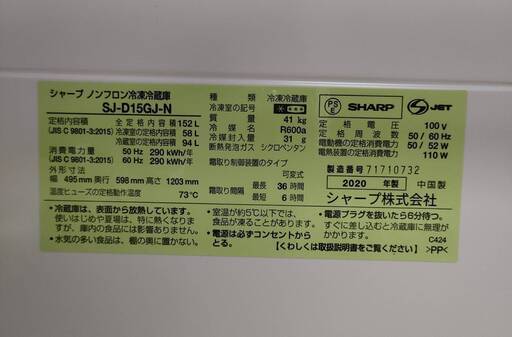 シャープ ノンフロン冷凍冷蔵庫
SJ-D15GJ-N
定格内容積 全定格内容積 152 L
(JIS C 9801-3:2015) 冷凍室の定格内容積 58 L
冷蔵室の定格内容積 94 L
消費電力量 50 Hz 290 kWh/年
(JIS C 9801-3:2015) 60 Hz 290 kWh/年
外形寸法
幅 495 mm 奥行 598 mm 高さ 1203 mm
温度ヒューズの定格動作温度 73℃
種類 冷凍冷蔵庫
冷凍室の記号
質量 41 kg
冷媒 R600a
冷媒封入量 31 g
断熱発泡ガス シクロペンタン
霜取り制御装置のタイプ
可変式
霜取り間隔 最長 36 時間
最短 6 時間
PS
E
SHARP
JET
定格電圧 100 V
定格周波数 50 / 60 Hz
電動機の定格消費電力 50 / 52 W
電熱装置の定格消費電力 110 W
製造番号 71710732
2020 年製 中国製
シャープ株式会社
●冷蔵庫は、表面から放熱しています。
使いはじめや夏場は、特に熱くなりますが、庫内に影響はありません。
●水気の多い食品は、棚の奥に置かない。
●室温が約5℃以下では、食品が凍ることがあります。
●電源は必ずコンセントからとる。
●電源プラグを抜いたら6分待つ。
すぐに差し込むと冷蔵庫に無理がかかります。
【くわしくは取扱説明書をご覧ください】
C424
>PP<